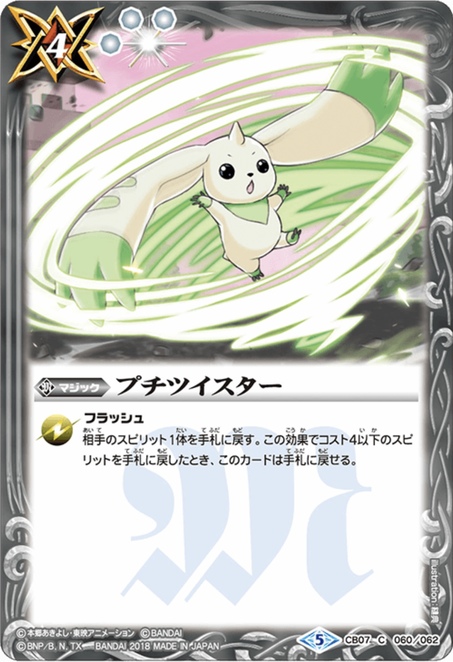 4
マジック
プチツイスター
フラッシュ
相手のスピリット1体を手札に戻す。この効果でコスト4以下のスピ
リットを手札に戻したとき、このカードは手札に戻せる。
©本郷あきよし・東映アニメーション ©BANDAI
©BNP/B, N, TX BANDAI 2018 MADE IN JAPAN
5 CB07 C 060/062
illustration